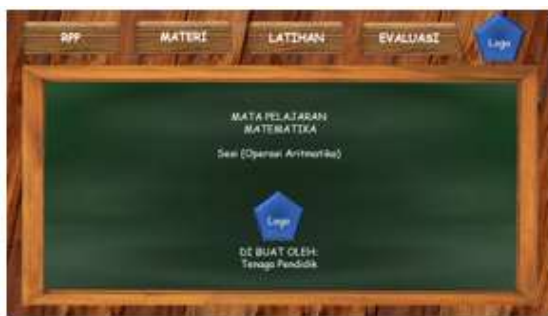 RPP
MATERI
LATIHAN
EVALUASI
Logo
MATA PELAJARAN
MATEMATIKA
Sesi (Operasi Aritmatika)
Logo
DI BUAT OLEH:
Tenaga Pendidik